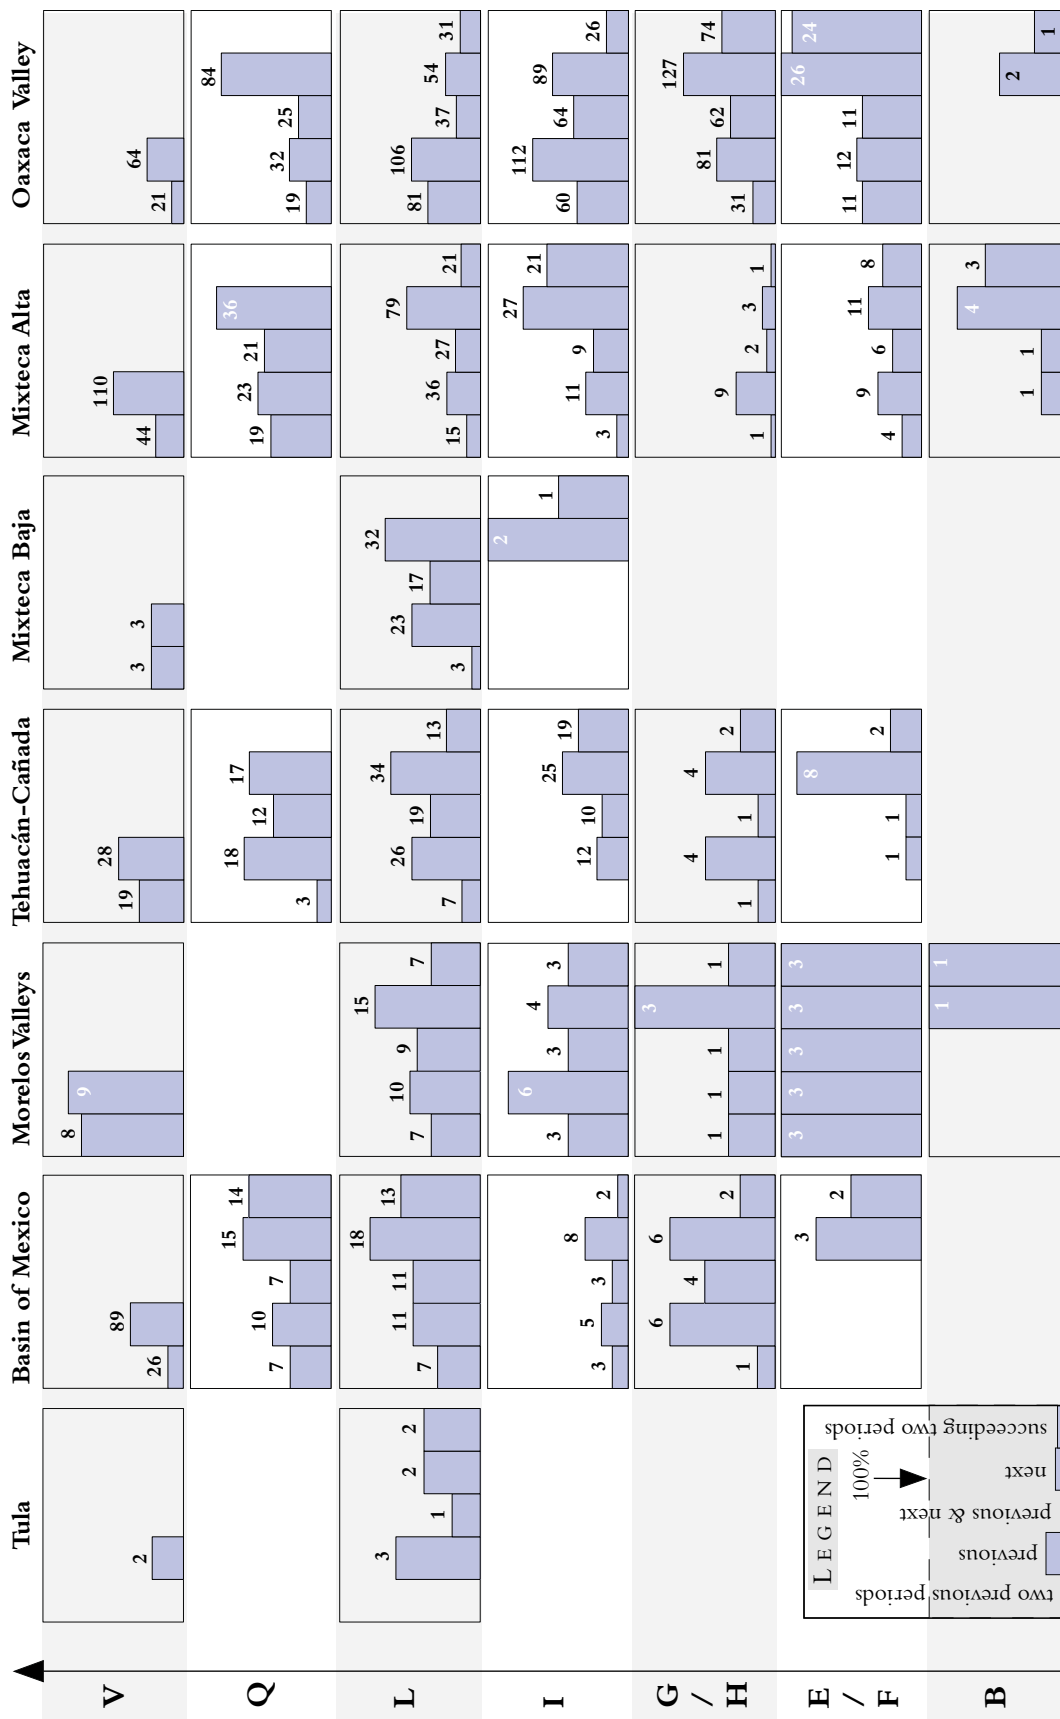 Tula Basin of Mexico Morelos Valleys Tehuacán-Cañada Mixteca Baja Mixteca Alta Oaxaca Valley
V 2 26 89 8 9 19 28 3 3 44 110 21 64
Q 7 10 7 15 14 3 18 12 17 19 23 21 36 19 32 25 84
L 3 1 2 2 7 11 11 18 13 7 10 9 15 7 7 26 19 34 13 3 23 17 32 15 36 27 79 21 81 106 37 54 31
I 3 5 3 8 2 3 6 3 4 3 12 10 25 19 2 1 3 11 9 27 21 60 112 64 89 26
G / H 1 6 4 6 2 1 1 1 3 1 1 4 1 4 2 1 9 2 3 1 31 81 62 127 74
E / F 3 2 3 3 3 3 3 1 1 8 2 4 9 6 11 8 11 12 11 26 24
B 1 1 1 1 4 3 2 1
LEGEND
100%
two previous periods
previous
previous & next
next
succeeding two periods